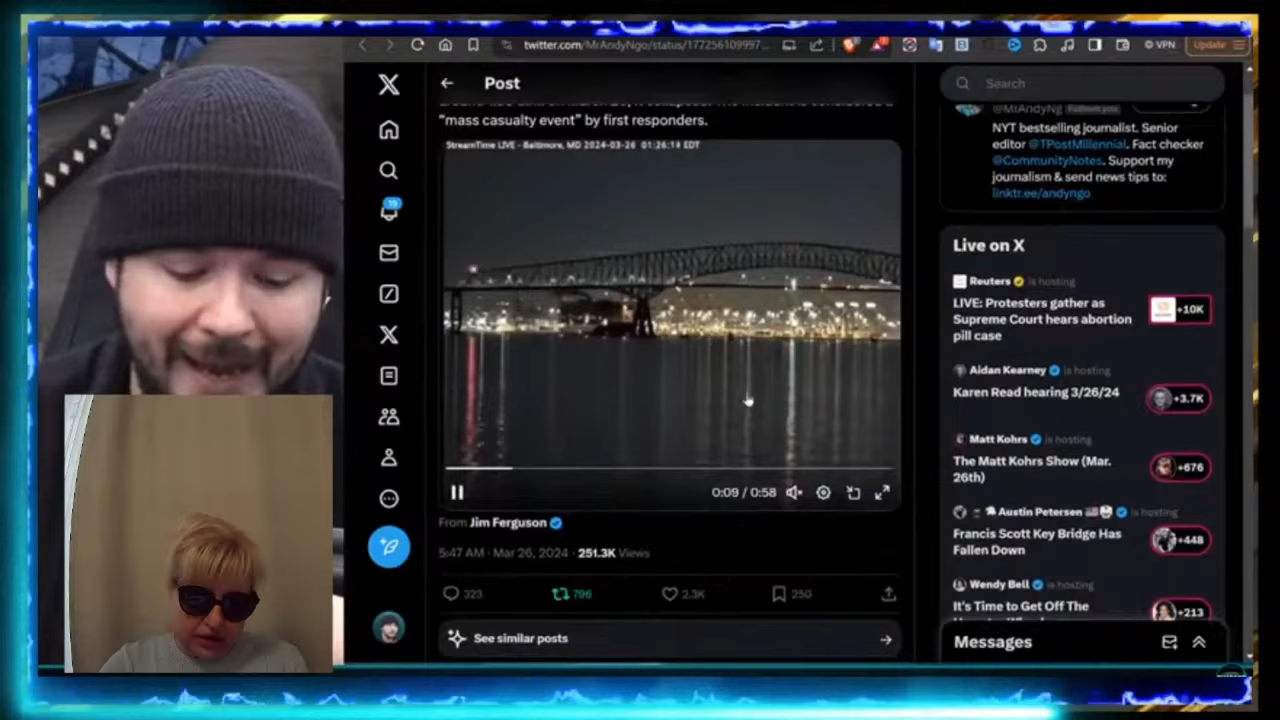 twitter.com/MrAndyNgo/status/177256109997...
VPN
Update
Post
Search
"mass casualty event" by first responders.
StreamTime LIVE - Baltimore, MD 2024-03-26 01:26:14 EDT
0:09 / 0:58
From Jim Ferguson
5:47 AM · Mar 26, 2024 · 251.3K Views
323
796
2.3K
250
See similar posts
19
NYT bestselling journalist. Senior
editor @TPostMillennial. Fact checker
@CommunityNotes. Support my
journalism & send news tips to:
linktr.ee/andyngo
Live on X
Reuters is hosting
LIVE: Protesters gather as
Supreme Court hears abortion
pill case
+10K
Aidan Kearney is hosting
Karen Read hearing 3/26/24
+3.7K
Matt Kohrs is hosting
The Matt Kohrs Show (Mar.
26th)
+676
Austin Petersen is hosting
Francis Scott Key Bridge Has
Fallen Down
+448
Wendy Bell is hosting
It's Time to Get Off The
+213
Messages